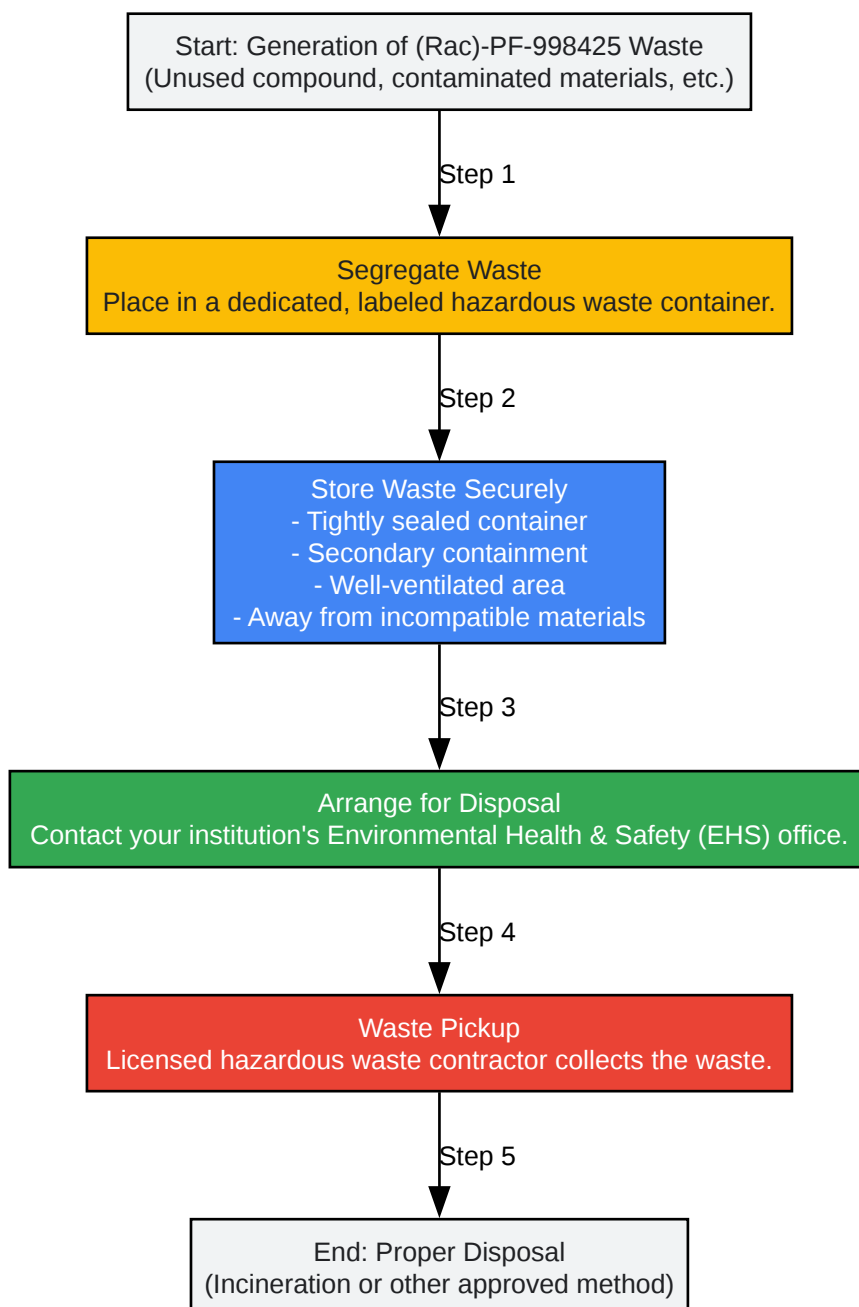 Start: Generation of (Rac)-PF-998425 Waste
(Unused compound, contaminated materials, etc.)
Step 1
Segregate Waste
Place in a dedicated, labeled hazardous waste container.
Step 2
Store Waste Securely
- Tightly sealed container
- Secondary containment
- Well-ventilated area
- Away from incompatible materials
Step 3
Arrange for Disposal
Contact your institution's Environmental Health & Safety (EHS) office.
Step 4
Waste Pickup
Licensed hazardous waste contractor collects the waste.
Step 5
End: Proper Disposal
(Incineration or other approved method)